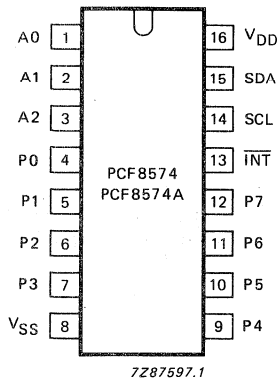 A0 1 16 VDD
A1 2 15 SDA
A2 3 14 SCL
P0 4 13 INT
PCF8574
PCF8574A
P1 5 12 P7
P2 6 11 P6
P3 7 10 P5
VSS 8 9 P4
7Z87597.1